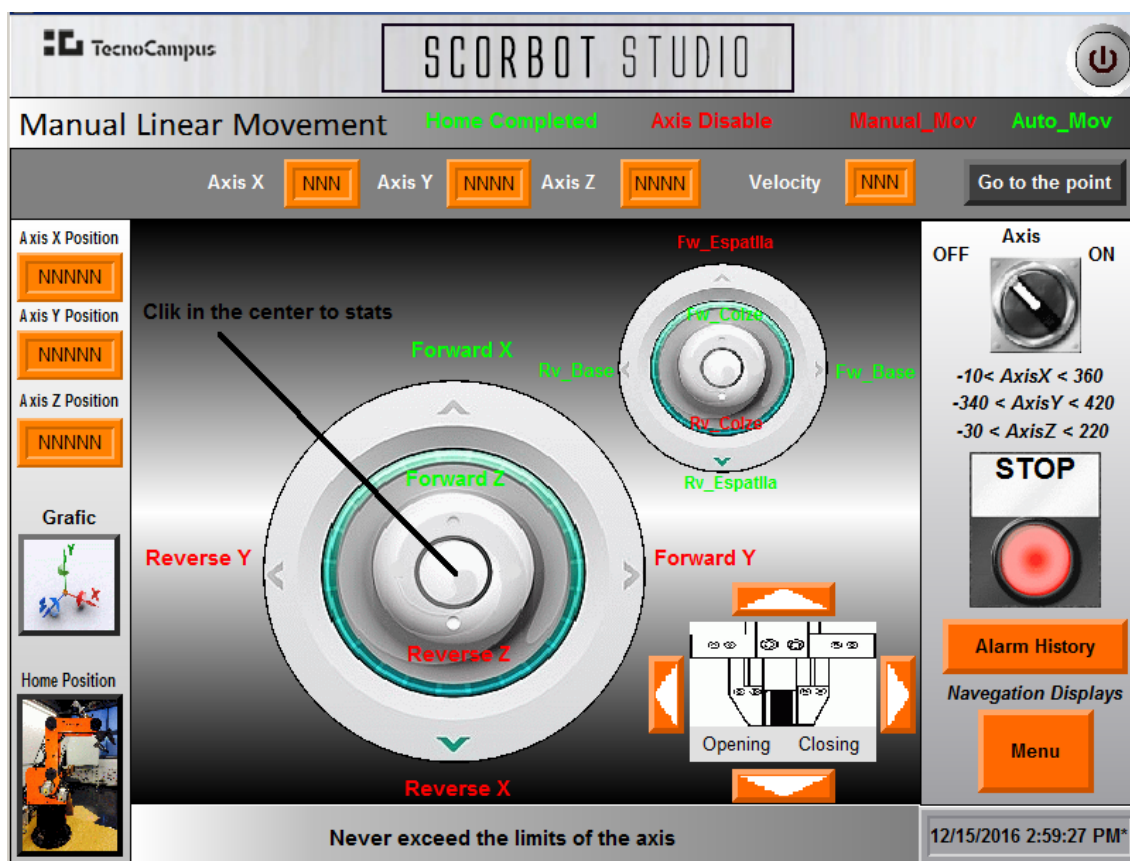 TecnoCampus
SCORBOT STUDIO
Manual Linear Movement
Home Completed
Axis Disable
Manual_Mov
Auto_Mov
Axis X
NNN
Axis Y
NNNN
Axis Z
NNNN
Velocity
NNN
Go to the point
Axis X Position
NNNNN
Axis Y Position
NNNNN
Axis Z Position
NNNNN
Grafic
Y
X
Z
Home Position
Clik in the center to stats
Forward X
Forward Z
Reverse Y
Forward Y
Reverse Z
Reverse X
Fw_Espatlla
Fw_Colze
Rv_Base
Fw_Base
Rv_Colze
Rv_Espatlla
Opening
Closing
Axis
OFF
ON
-10< AxisX < 360
-340 < AxisY < 420
-30 < AxisZ < 220
STOP
Alarm History
Navegation Displays
Menu
Never exceed the limits of the axis
12/15/2016 2:59:27 PM*